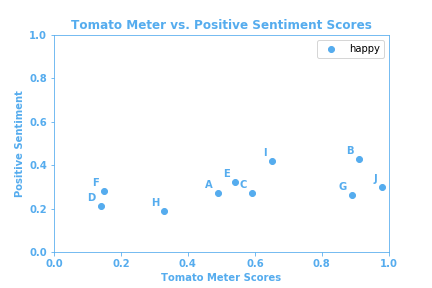 Tomato Meter vs. Positive Sentiment Scores
happy
Positive Sentiment
1.0
0.8
0.6
0.4
0.2
0.0
F
D
H
A
E
C
I
B
G
J
0.0 0.2 0.4 0.6 0.8 1.0
Tomato Meter Scores